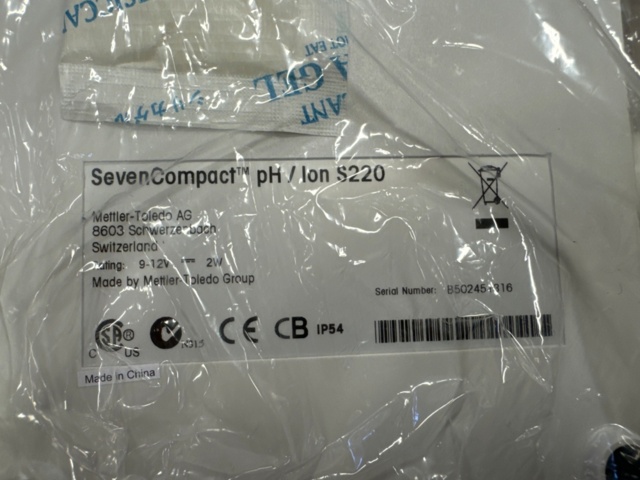 SevenCompact™ pH / Ion S220
Mettler-Toledo AG
8603 Schwerzenbach
Switzerland
Rating: 9-12V ⎓ 2W
Made by Mettler-Toledo Group
Serial Number:
C US
CE CB IP54
Made in China